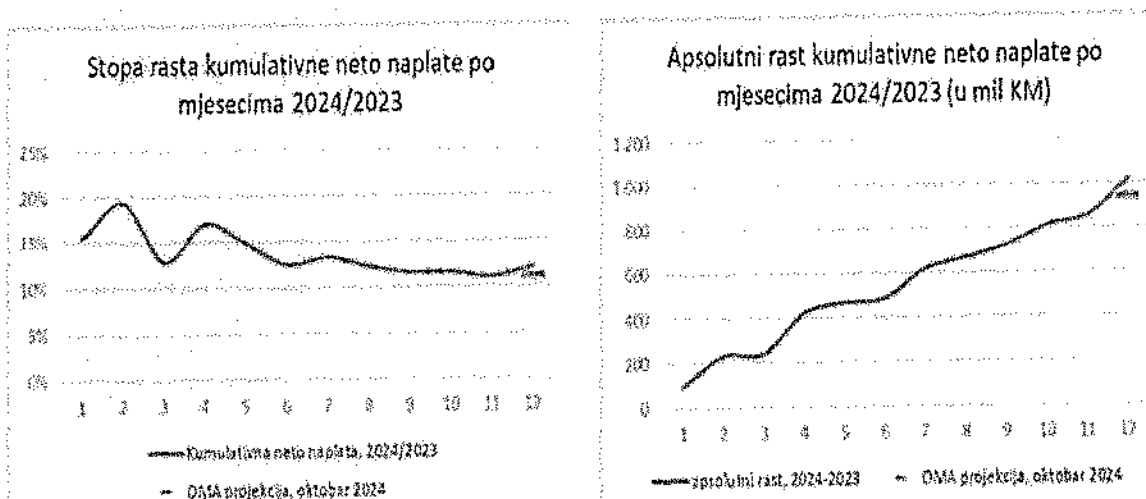 Stopa rasta kumulativne neto naplate po
mjesecima 2024/2023
25%
20%
15%
10%
5%
0%
1 2 3 4 5 6 7 8 9 10 11 12
Kumulativna neto naplata, 2024/2023
OMA projekcija, oktobar 2024
Apsolutni rast kumulativne neto naplate po
mjesecima 2024/2023 (u mil KM)
1.200
1.000
800
600
400
200
0
1 2 3 4 5 6 7 8 9 10 11 12
apsolutni rast, 2024-2023
OMA projekcija, oktobar 2024